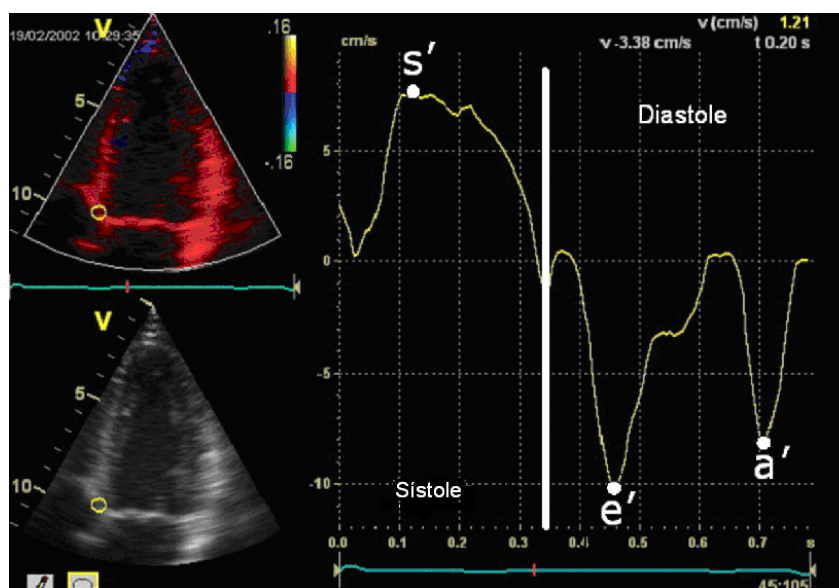 V
19/02/2002 10:29:35
.16
-.16
5
10
V
5
10
v (cm/s) 1.21
v -3.38 cm/s t 0.20 s
cm/s
s'
Diastole
5
0
-5
-10
Sístole
e'
a'
0.0 0.1 0.2 0.3 0.4 0.5 0.6 0.7 s
45:105